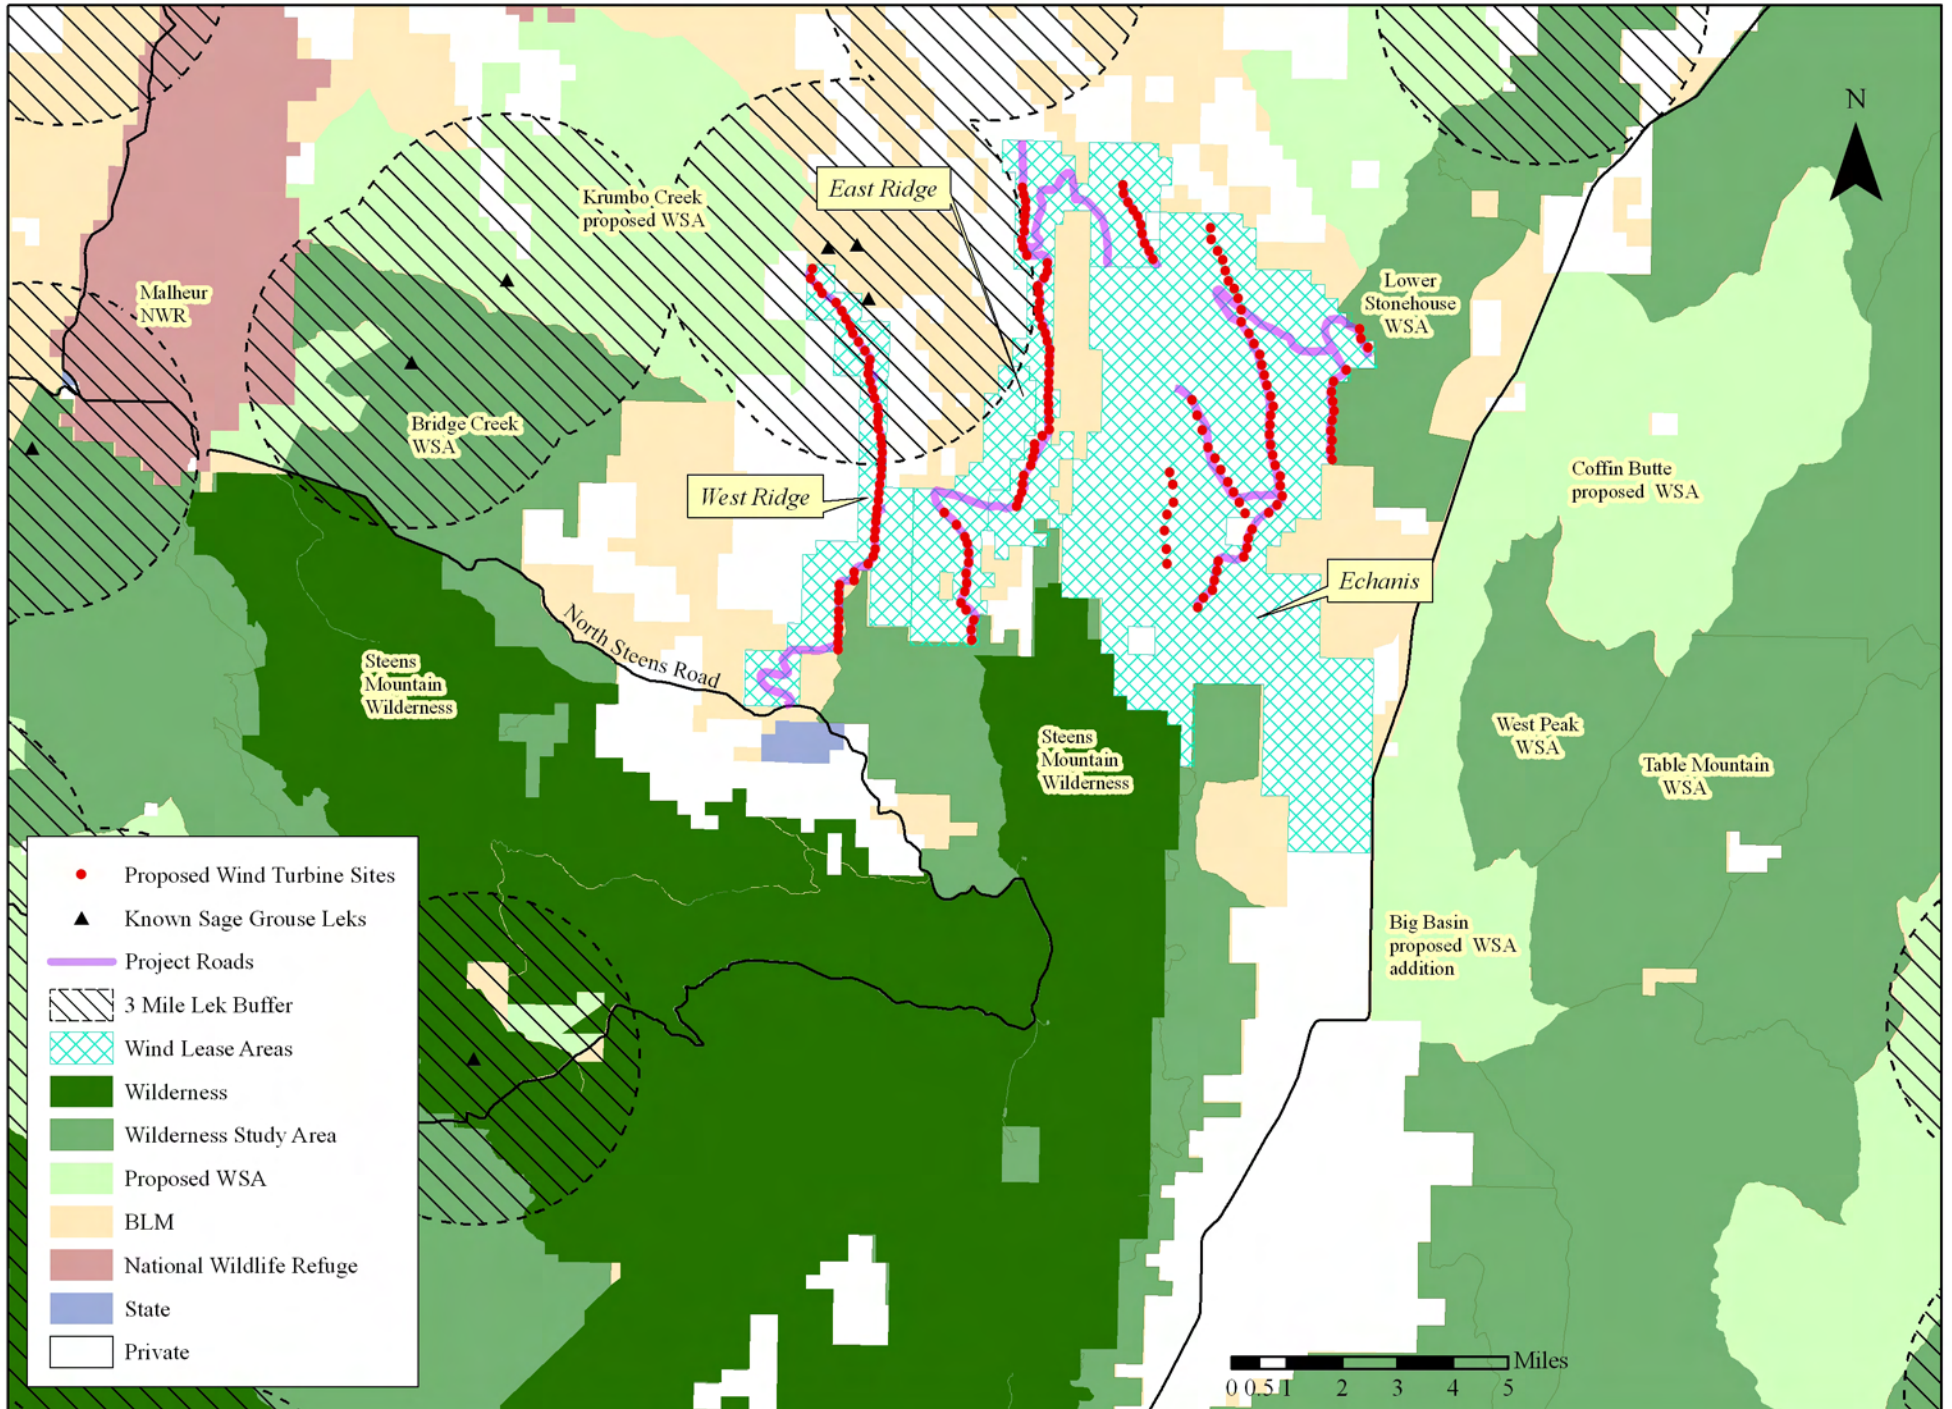 N
East Ridge
Krumbo Creek
proposed WSA
Malheur
NWR
Lower
Stonehouse
WSA
Bridge Creek
WSA
West Ridge
Coffin Butte
proposed WSA
Echanis
North Steens Road
Steens
Mountain
Wilderness
Steens
Mountain
Wilderness
West Peak
WSA
Table Mountain
WSA
Big Basin
proposed WSA
addition
Proposed Wind Turbine Sites
Known Sage Grouse Leks
Project Roads
3 Mile Lek Buffer
Wind Lease Areas
Wilderness
Wilderness Study Area
Proposed WSA
BLM
National Wildlife Refuge
State
Private
Miles
0 0.5 1 2 3 4 5